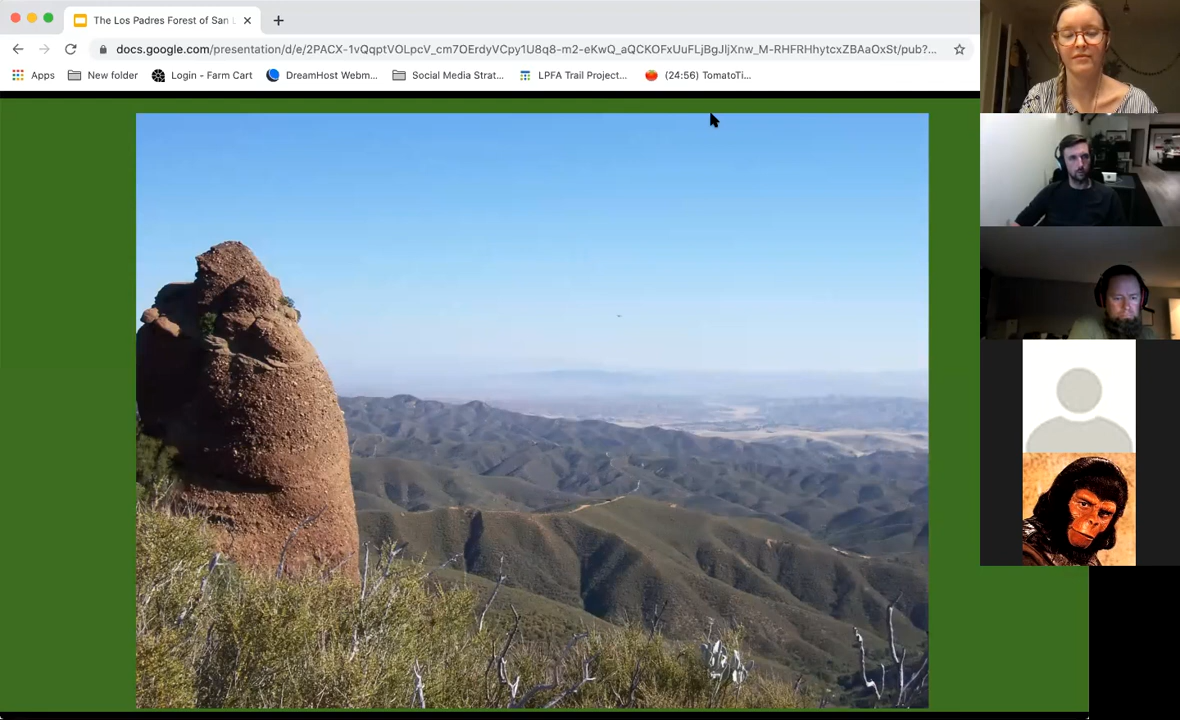 The Los Padres Forest of San L
docs.google.com/presentation/d/e/2PACX-1vQqptVOLpcV_cm7OErdyVCpy1U8q8-m2-eKwQ_aQCKOFxUuFLjBgJIjXnw_M-RHFRHhytcxZBAaOxSt/pub?...
Apps New folder Login - Farm Cart DreamHost Webm... Social Media Strat... LPFA Trail Project... (24:56) TomatoTi...